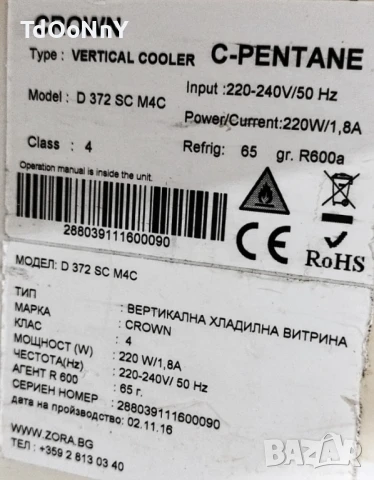 TdOoNNY
CROWN
Type : VERTICAL COOLER C-PENTANE
Input :220-240V/50 Hz
Model : D 372 SC M4C
Power/Current:220W/1,8A
Class : 4
Refrig: 65 gr. R600a
Operation manual is inside the unit.
288039111600090
CE
RoHS
МОДЕЛ: D 372 SC M4C
ТИП : ВЕРТИКАЛНА ХЛАДИЛНА ВИТРИНА
МАРКА : CROWN
КЛАС : 4
МОЩНОСТ (W) : 220 W/1,8A
ЧЕСТОТА(Hz) : 220-240V/ 50 Hz
АГЕНТ R 600 : 65 г.
СЕРИЕН НОМЕР : 288039111600090
дата на производство : 02.11.16
WWW.ZORA.BG
ТЕЛ : +359 2 813 03 40
БАЗАР